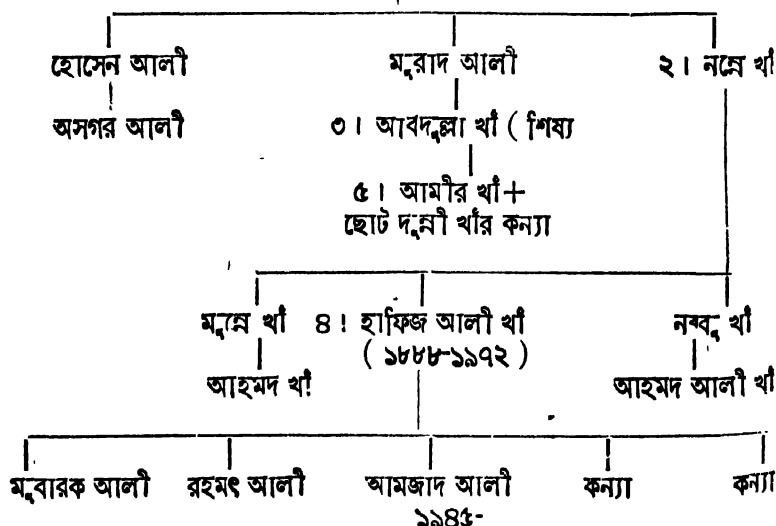 হোসেন আলী মুরাদ আলী ২। নন্নে খাঁ
অসগর আলী ৩। আবদুল্লা খাঁ ( শিষ্য
৫। আমীর খাঁ+
ছোট দুন্নী খাঁর কন্যা
মুন্নে খাঁ ৪। হাফিজ আলী খাঁ নব্বু খাঁ
( ১৮৮৮-১৯৭২ )
আহমদ খাঁ আহমদ আলী খাঁ
মুবারক আলী রহমৎ আলী আমজাদ আলী কন্যা কন্যা
১৯৪৫-